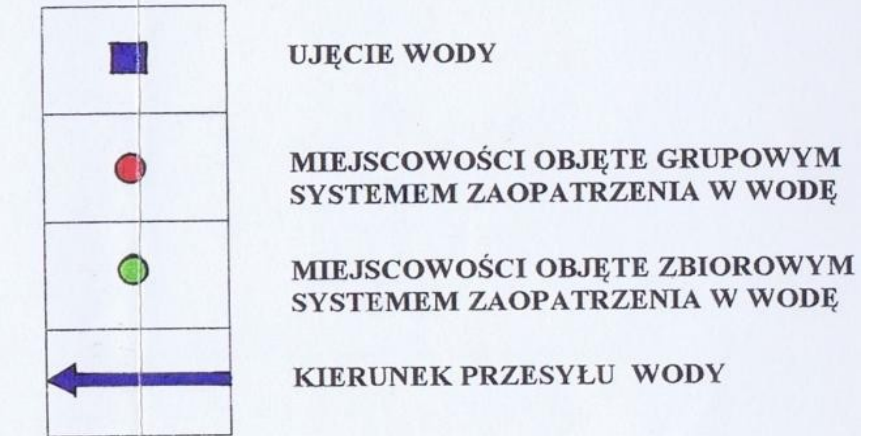 UJĘCIE WODY
MIEJSCOWOŚCI OBJĘTE GRUPOWYM
SYSTEMEM ZAOPATRZENIA W WODĘ
MIEJSCOWOŚCI OBJĘTE ZBIOROWYM
SYSTEMEM ZAOPATRZENIA W WODĘ
KIERUNEK PRZESYŁU WODY